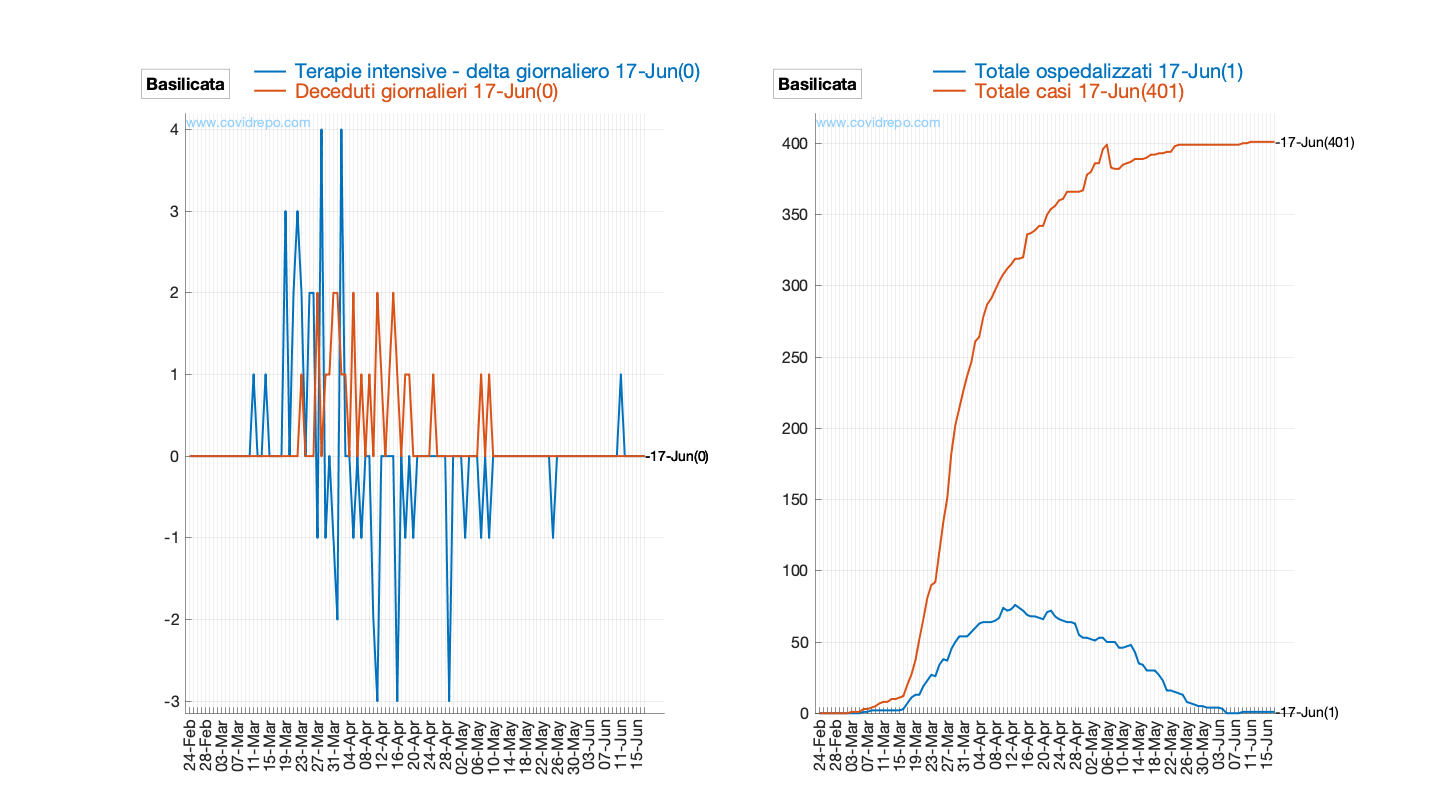 Basilicata
Terapie intensive - delta giornaliero 17-Jun(0)
Deceduti giornalieri 17-Jun(0)
www.covidrepo.com
4
3
2
1
0
-1
-2
-3
-17-Jun(0)
24-Feb
28-Feb
03-Mar
07-Mar
11-Mar
15-Mar
19-Mar
23-Mar
27-Mar
31-Mar
04-Apr
08-Apr
12-Apr
16-Apr
20-Apr
24-Apr
28-Apr
02-May
06-May
10-May
14-May
18-May
22-May
26-May
30-May
03-Jun
07-Jun
11-Jun
15-Jun
Basilicata
Totale ospedalizzati 17-Jun(1)
Totale casi 17-Jun(401)
www.covidrepo.com
400
350
300
250
200
150
100
50
0
-17-Jun(401)
-17-Jun(1)
24-Feb
28-Feb
03-Mar
07-Mar
11-Mar
15-Mar
19-Mar
23-Mar
27-Mar
31-Mar
04-Apr
08-Apr
12-Apr
16-Apr
20-Apr
24-Apr
28-Apr
02-May
06-May
10-May
14-May
18-May
22-May
26-May
30-May
03-Jun
07-Jun
11-Jun
15-Jun